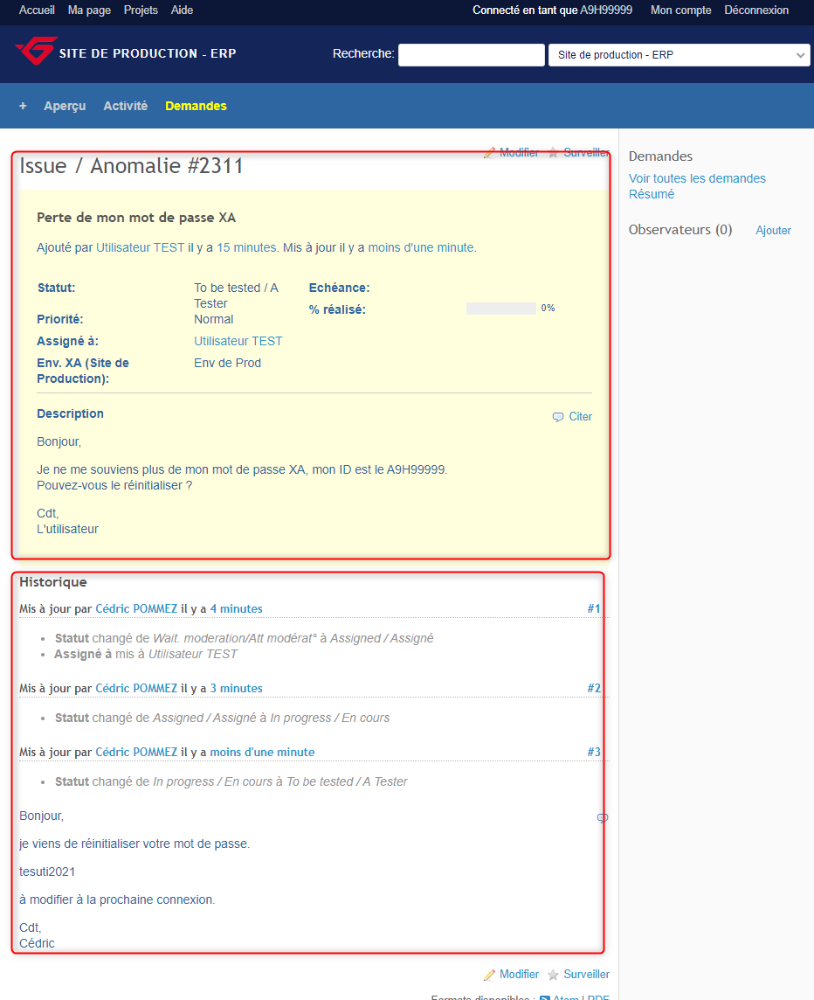 Accueil Ma page Projets Aide Connecté en tant que A9H99999 Mon compte Déconnexion
SITE DE PRODUCTION - ERP Recherche: Site de production - ERP
+ Aperçu Activité Demandes
Modifier Surveiller
Issue / Anomalie #2311
Perte de mon mot de passe XA
Ajouté par Utilisateur TEST il y a 15 minutes. Mis à jour il y a moins d'une minute.
Statut: To be tested / A
Tester
Echéance:
% réalisé: 0%
Priorité: Normal
Assigné à: Utilisateur TEST
Env. XA (Site de
Production): Env de Prod
Description Citer
Bonjour,
Je ne me souviens plus de mon mot de passe XA, mon ID est le A9H99999.
Pouvez-vous le réinitialiser ?
Cdt,
L'utilisateur
Historique
Mis à jour par Cédric POMMEZ il y a 4 minutes #1
• Statut changé de Wait. moderation/Att modérat° à Assigned / Assigné
• Assigné à mis à Utilisateur TEST
Mis à jour par Cédric POMMEZ il y a 3 minutes #2
• Statut changé de Assigned / Assigné à In progress / En cours
Mis à jour par Cédric POMMEZ il y a moins d'une minute #3
• Statut changé de In progress / En cours à To be tested / A Tester
Bonjour,
je viens de réinitialiser votre mot de passe.
tesuti2021
à modifier à la prochaine connexion.
Cdt,
Cédric
Modifier Surveiller
Formats disponibles : Atom | PDF
Demandes
Voir toutes les demandes
Résumé
Observateurs (0) Ajouter